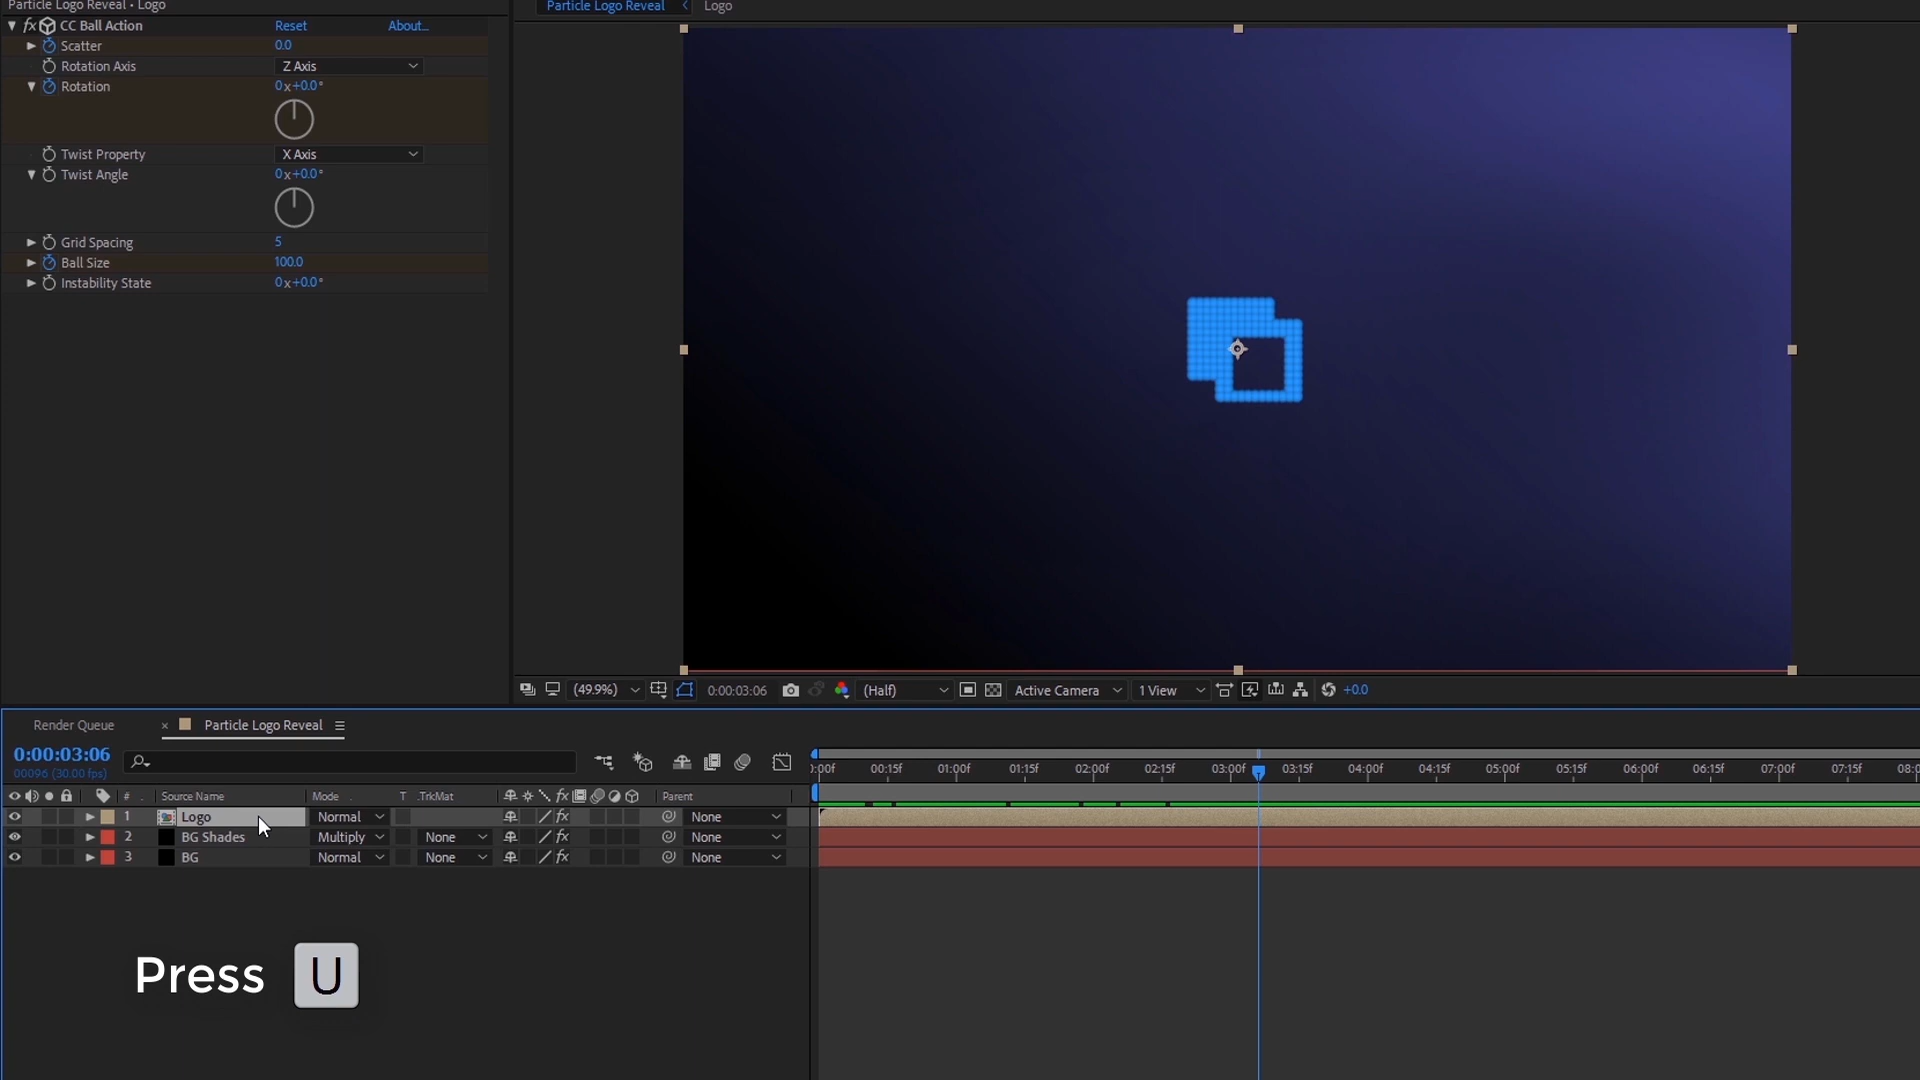 Particle Logo Reveal • Logo
Particle Logo Reveal
Logo
fx CC Ball Action Reset About...
Scatter 0.0
Rotation Axis Z Axis
Rotation 0x+0.0°
Twist Property X Axis
Twist Angle 0x+0.0°
Grid Spacing 5
Ball Size 100.0
Instability State 0x+0.0°
(49.9%) 0:00:03:06 (Half) Active Camera 1 View +0.0
Render Queue × Particle Logo Reveal
0:00:03:06
00096 (30.00 fps)
:00f 00:15f 01:00f 01:15f 02:00f 02:15f 03:00f 03:15f 04:00f 04:15f 05:00f 05:15f 06:00f 06:15f 07:00f 07:15f 08:0
# Source Name Mode T .TrkMat fx Parent
1 Logo Normal fx None
2 BG Shades Multiply None fx None
3 BG Normal None fx None
Press U